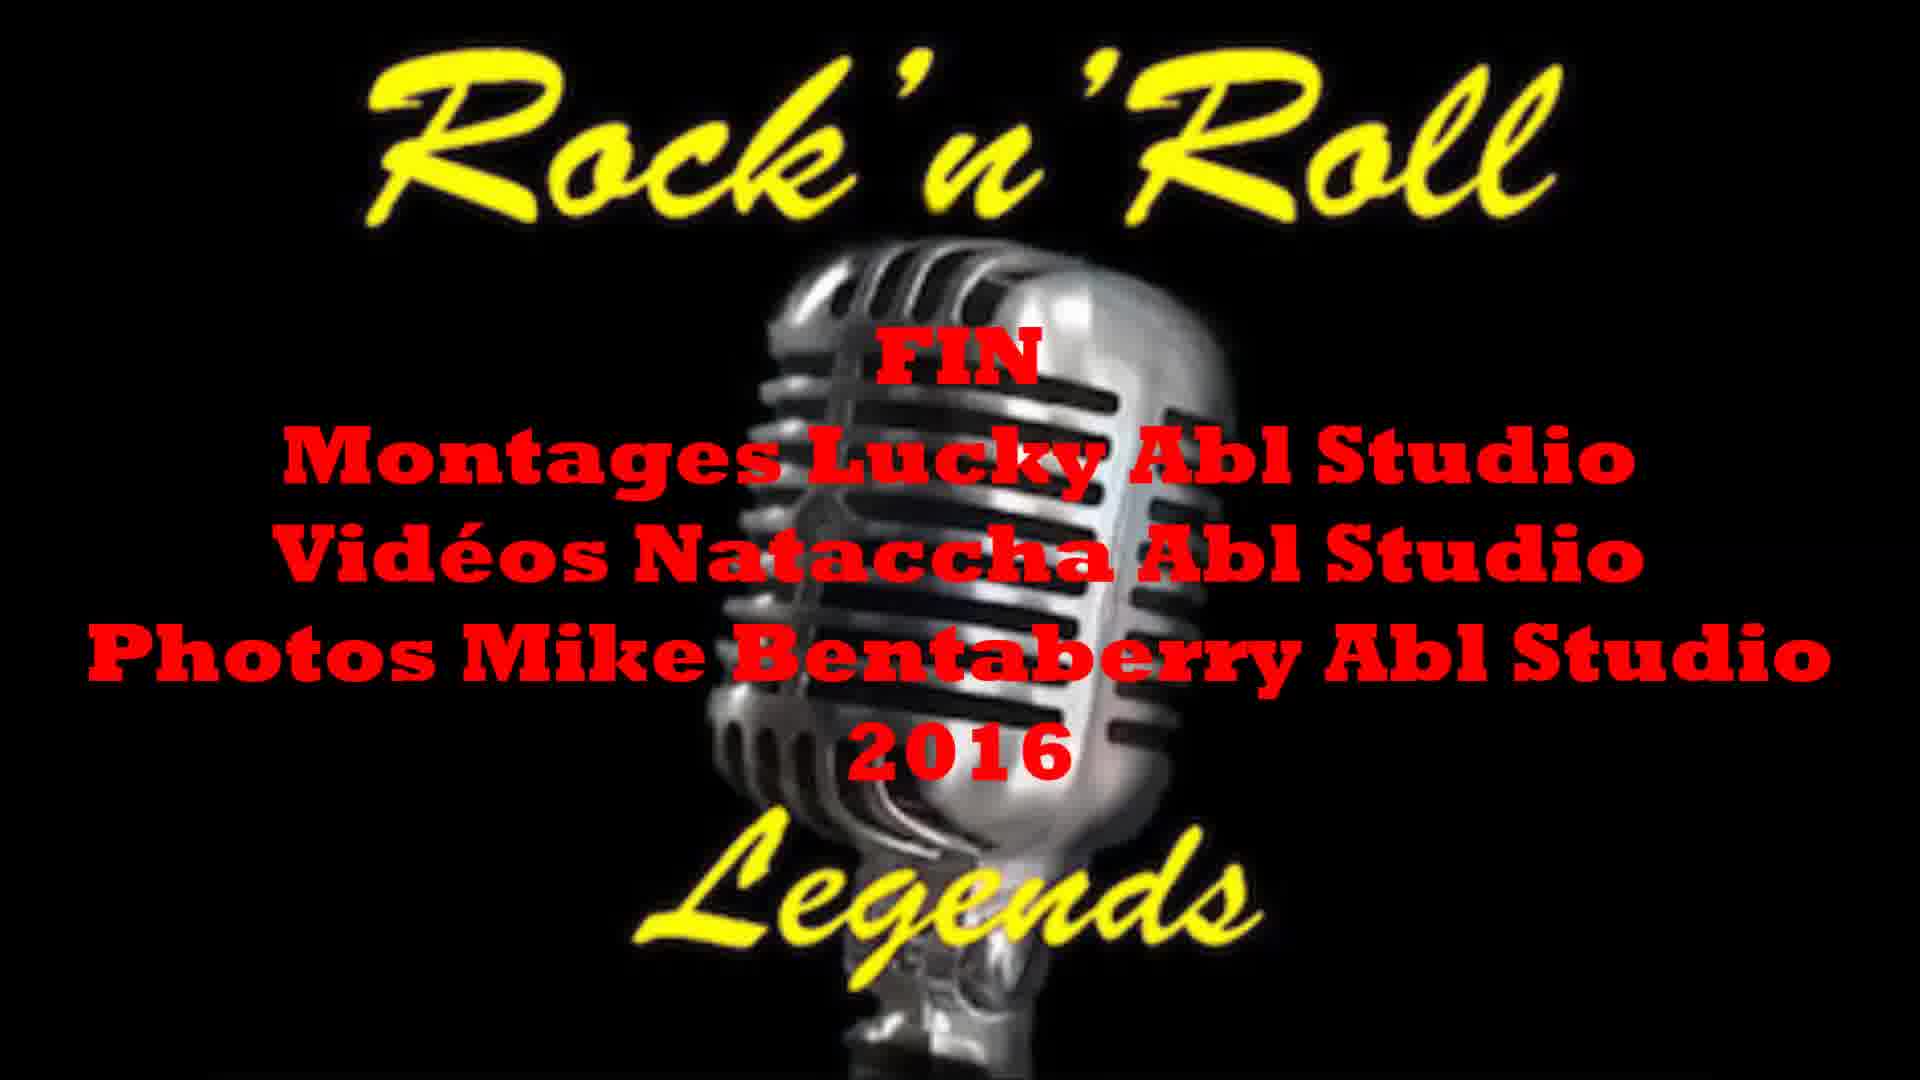 Rock'n'Roll
FIN
Montages Lucky Abl Studio
Vidéos Nataccha Abl Studio
Photos Mike Bentaberry Abl Studio
2016
Legends